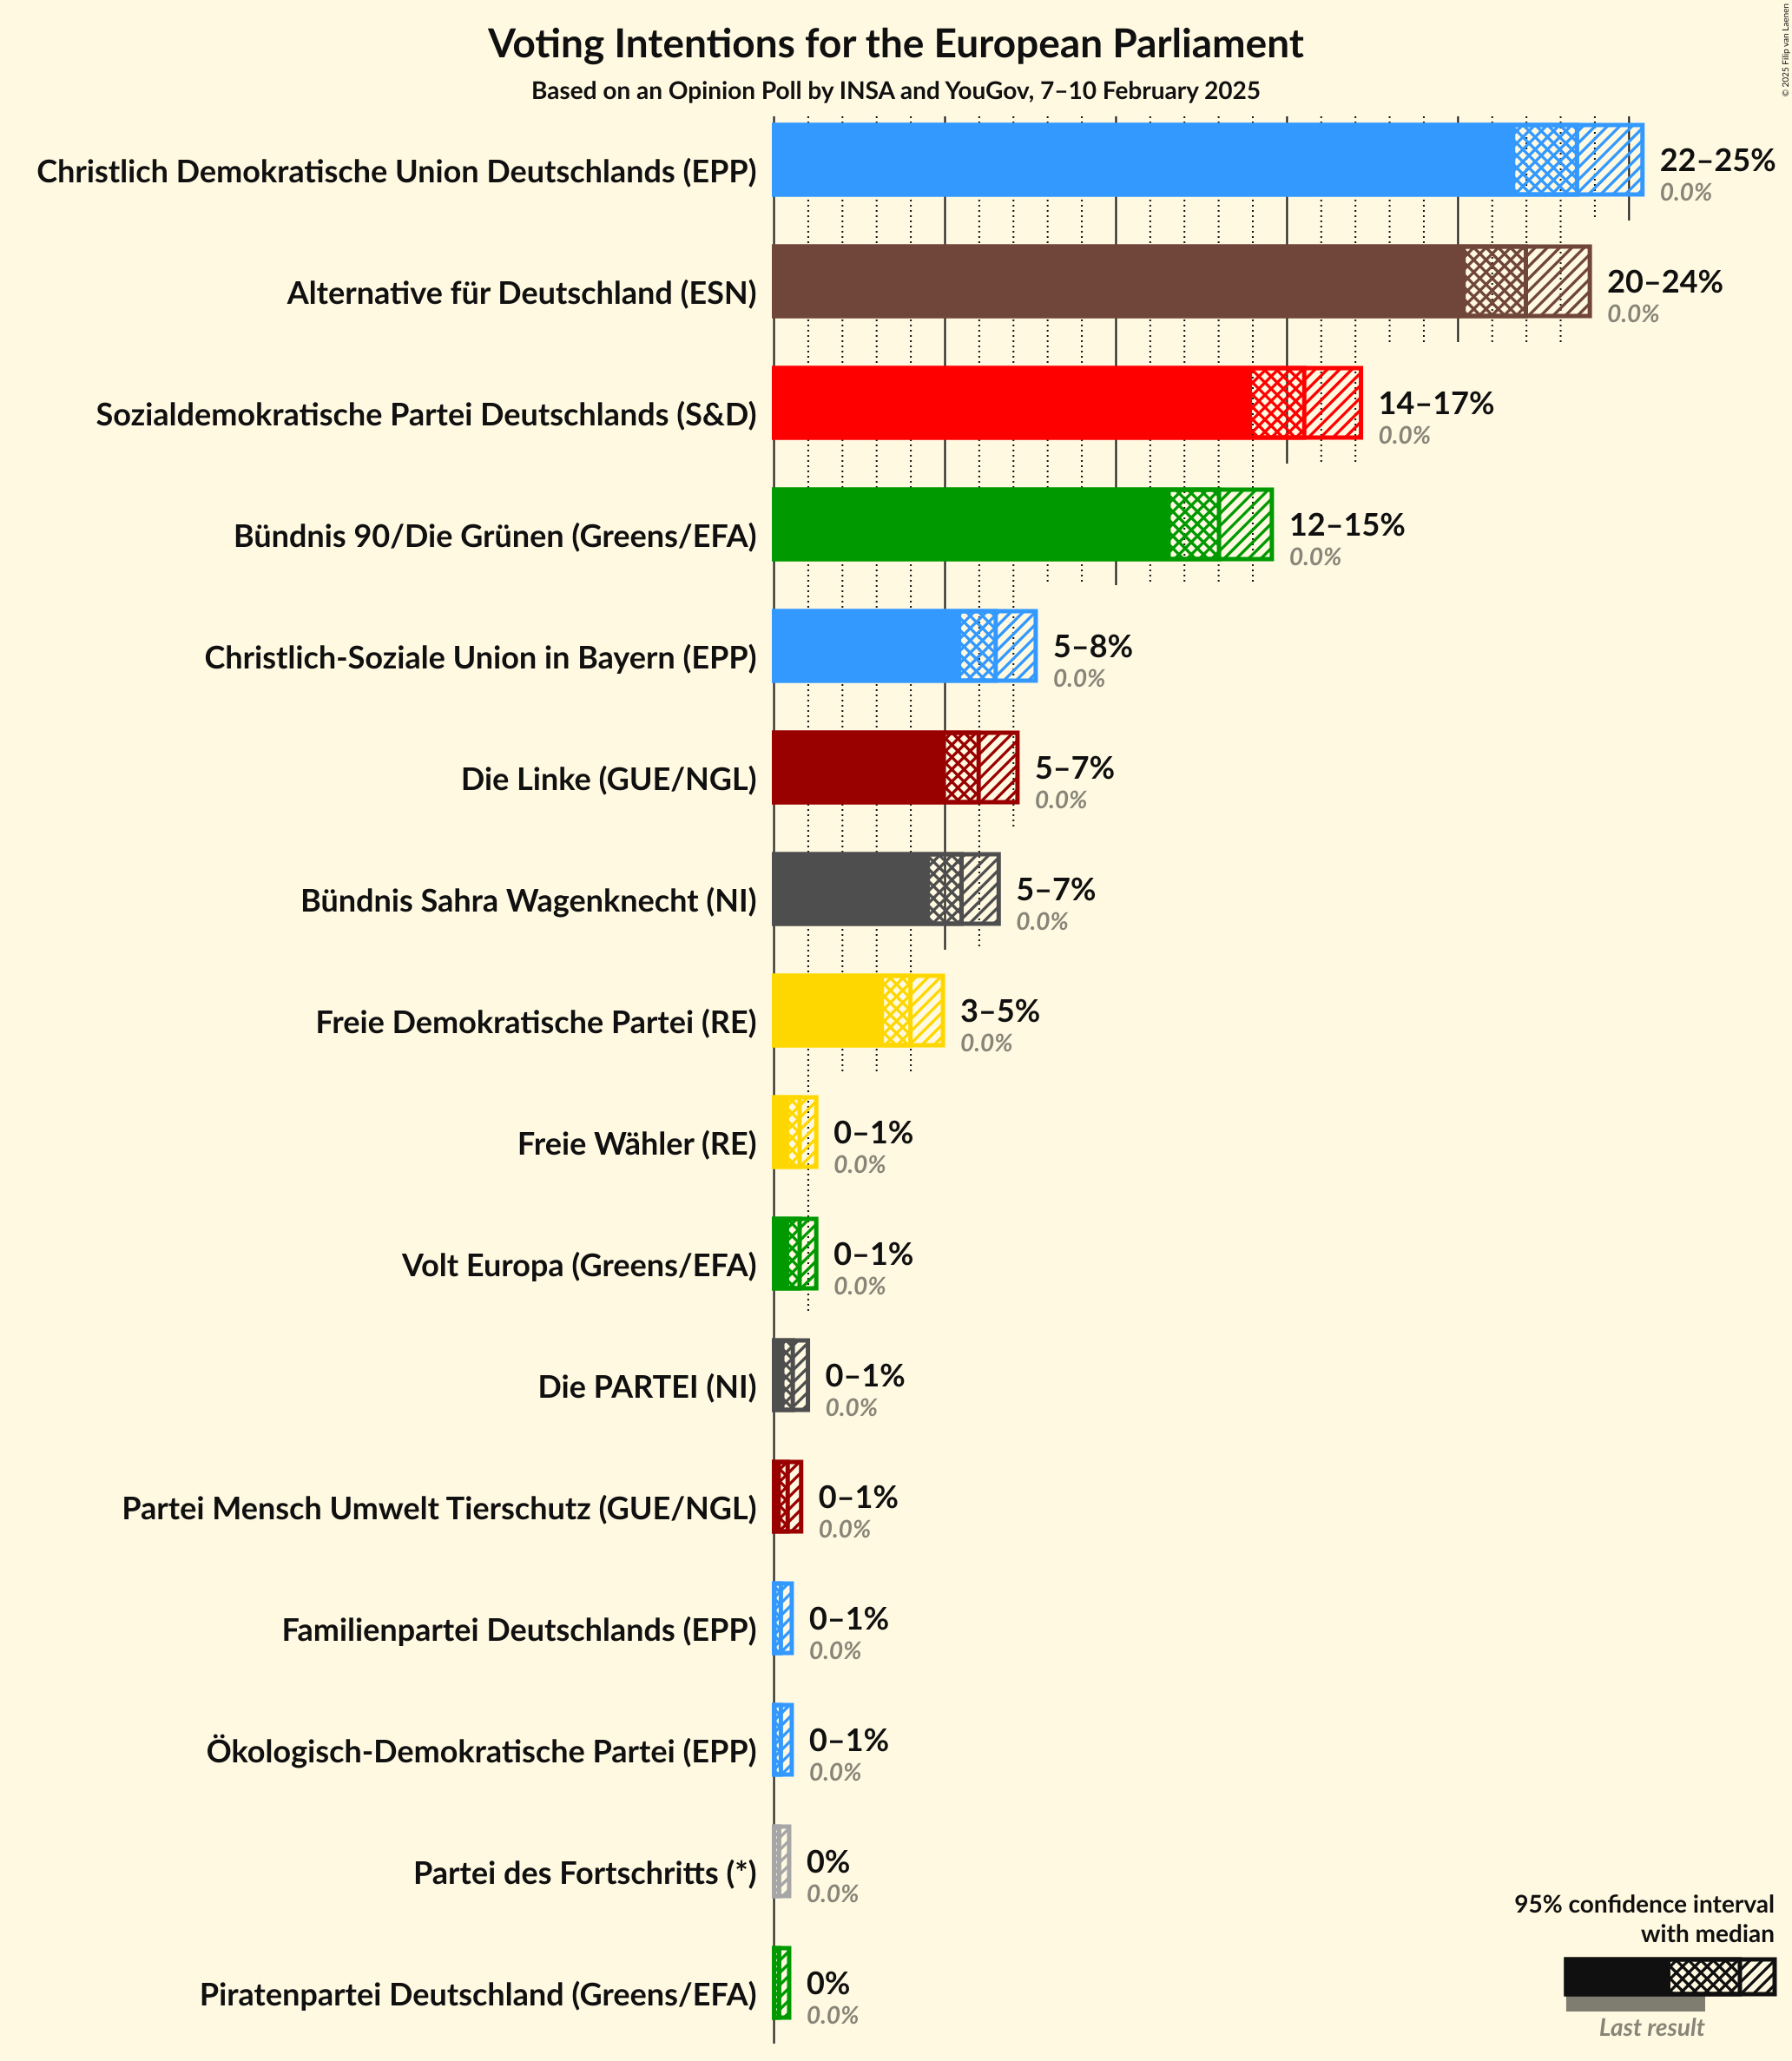 Voting Intentions for the European Parliament
Based on an Opinion Poll by INSA and YouGov, 7–10 February 2025
© 2025 Filip van Laenen
Christlich Demokratische Union Deutschlands (EPP)
22–25%
0.0%
Alternative für Deutschland (ESN)
20–24%
0.0%
Sozialdemokratische Partei Deutschlands (S&D)
14–17%
0.0%
Bündnis 90/Die Grünen (Greens/EFA)
12–15%
0.0%
Christlich-Soziale Union in Bayern (EPP)
5–8%
0.0%
Die Linke (GUE/NGL)
5–7%
0.0%
Bündnis Sahra Wagenknecht (NI)
5–7%
0.0%
Freie Demokratische Partei (RE)
3–5%
0.0%
Freie Wähler (RE)
0–1%
0.0%
Volt Europa (Greens/EFA)
0–1%
0.0%
Die PARTEI (NI)
0–1%
0.0%
Partei Mensch Umwelt Tierschutz (GUE/NGL)
0–1%
0.0%
Familienpartei Deutschlands (EPP)
0–1%
0.0%
Ökologisch-Demokratische Partei (EPP)
0–1%
0.0%
Partei des Fortschritts (*)
0%
0.0%
Piratenpartei Deutschland (Greens/EFA)
0%
0.0%
95% confidence interval
with median
Last result